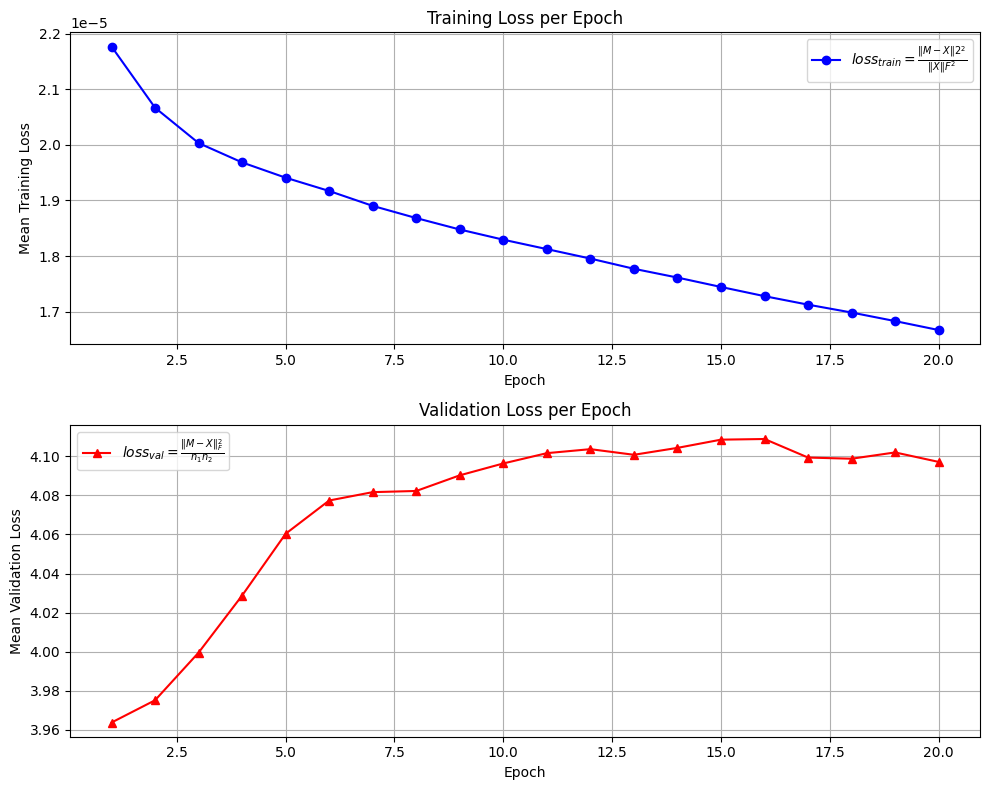 Training Loss per Epoch
1e−5
2.2
2.1
2.0
1.9
1.8
1.7
Mean Training Loss
loss_train = ‖M − X‖2² / ‖X‖F²
2.5 5.0 7.5 10.0 12.5 15.0 17.5 20.0
Epoch
Validation Loss per Epoch
4.10
4.08
4.06
4.04
4.02
4.00
3.98
3.96
Mean Validation Loss
loss_val = ‖M − X‖²_F / n₁n₂
2.5 5.0 7.5 10.0 12.5 15.0 17.5 20.0
Epoch